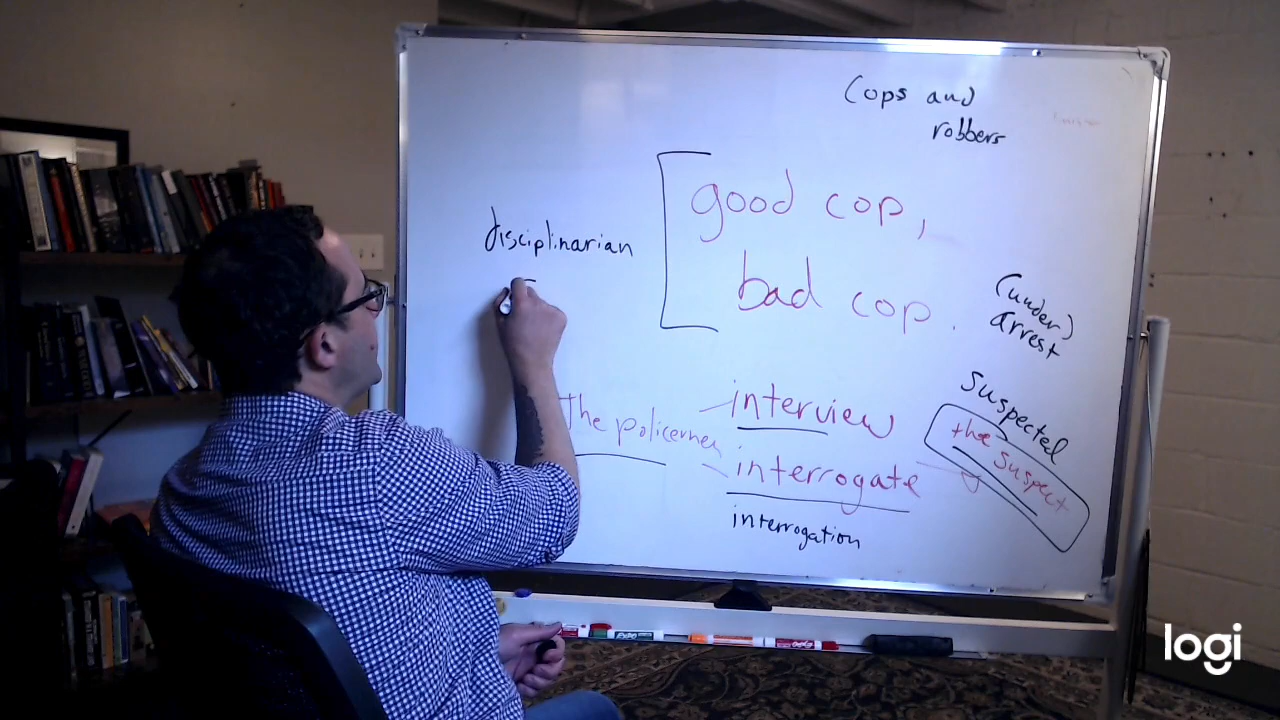 Cops and
robbers
good cop,
bad cop.
disciplinarian
(under)
arrest
Suspected
the suspect
the policemen
interview
interrogate
interrogation
EXPO
logi